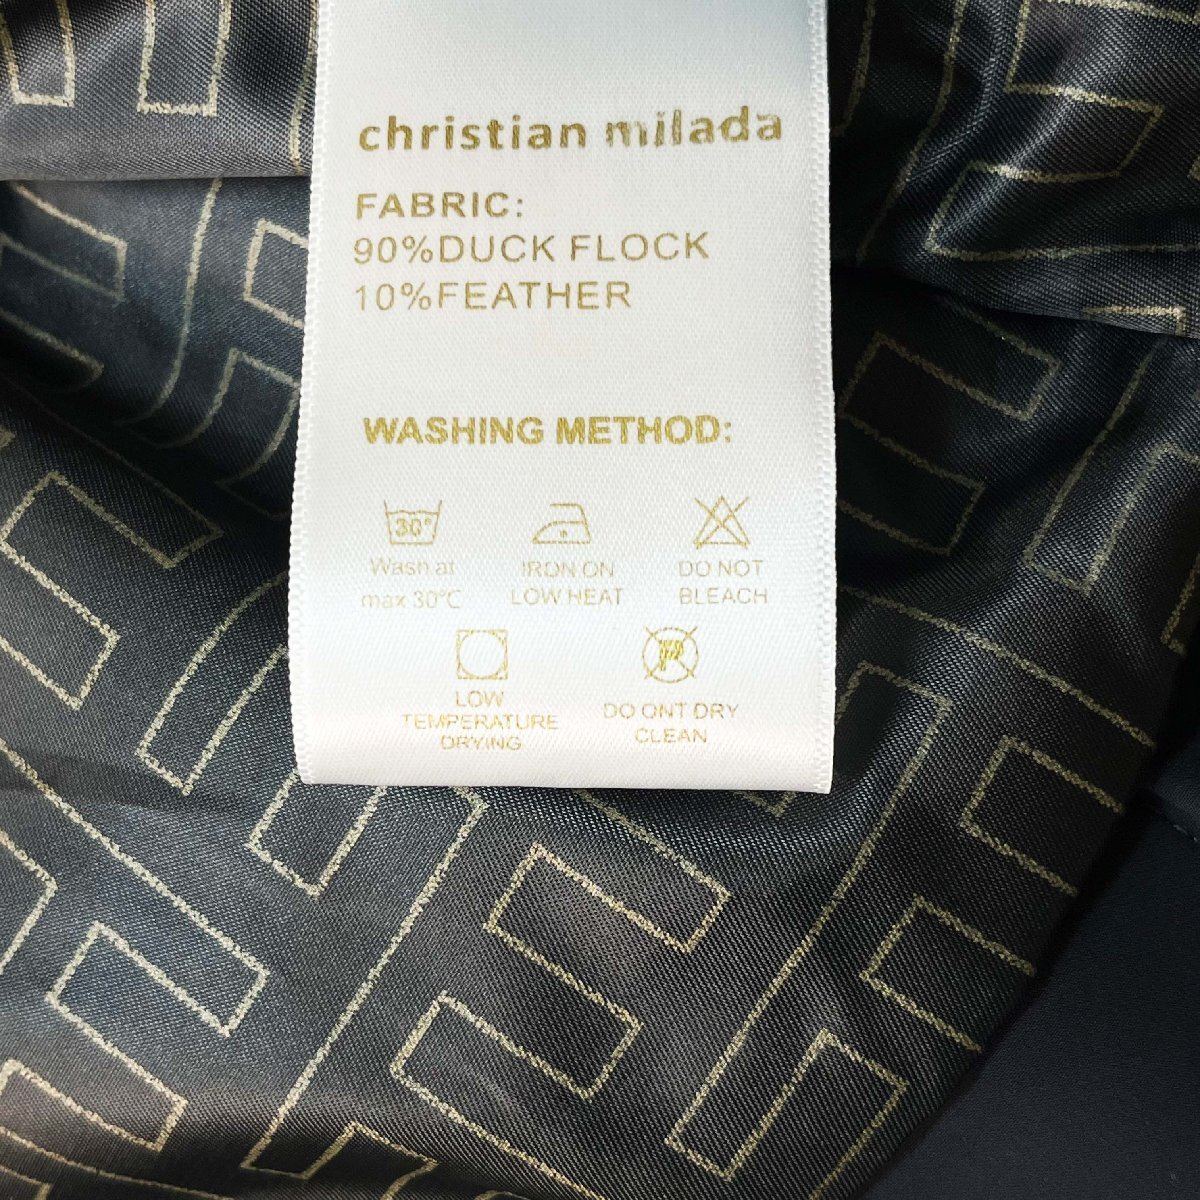 christian milada
FABRIC:
90%DUCK FLOCK
10%FEATHER
WASHING METHOD:
30°
Wash at
max 30°C
IRON ON
LOW HEAT
DO NOT
BLEACH
P
LOW
TEMPERATURE
DRYING
DO ONT DRY
CLEAN